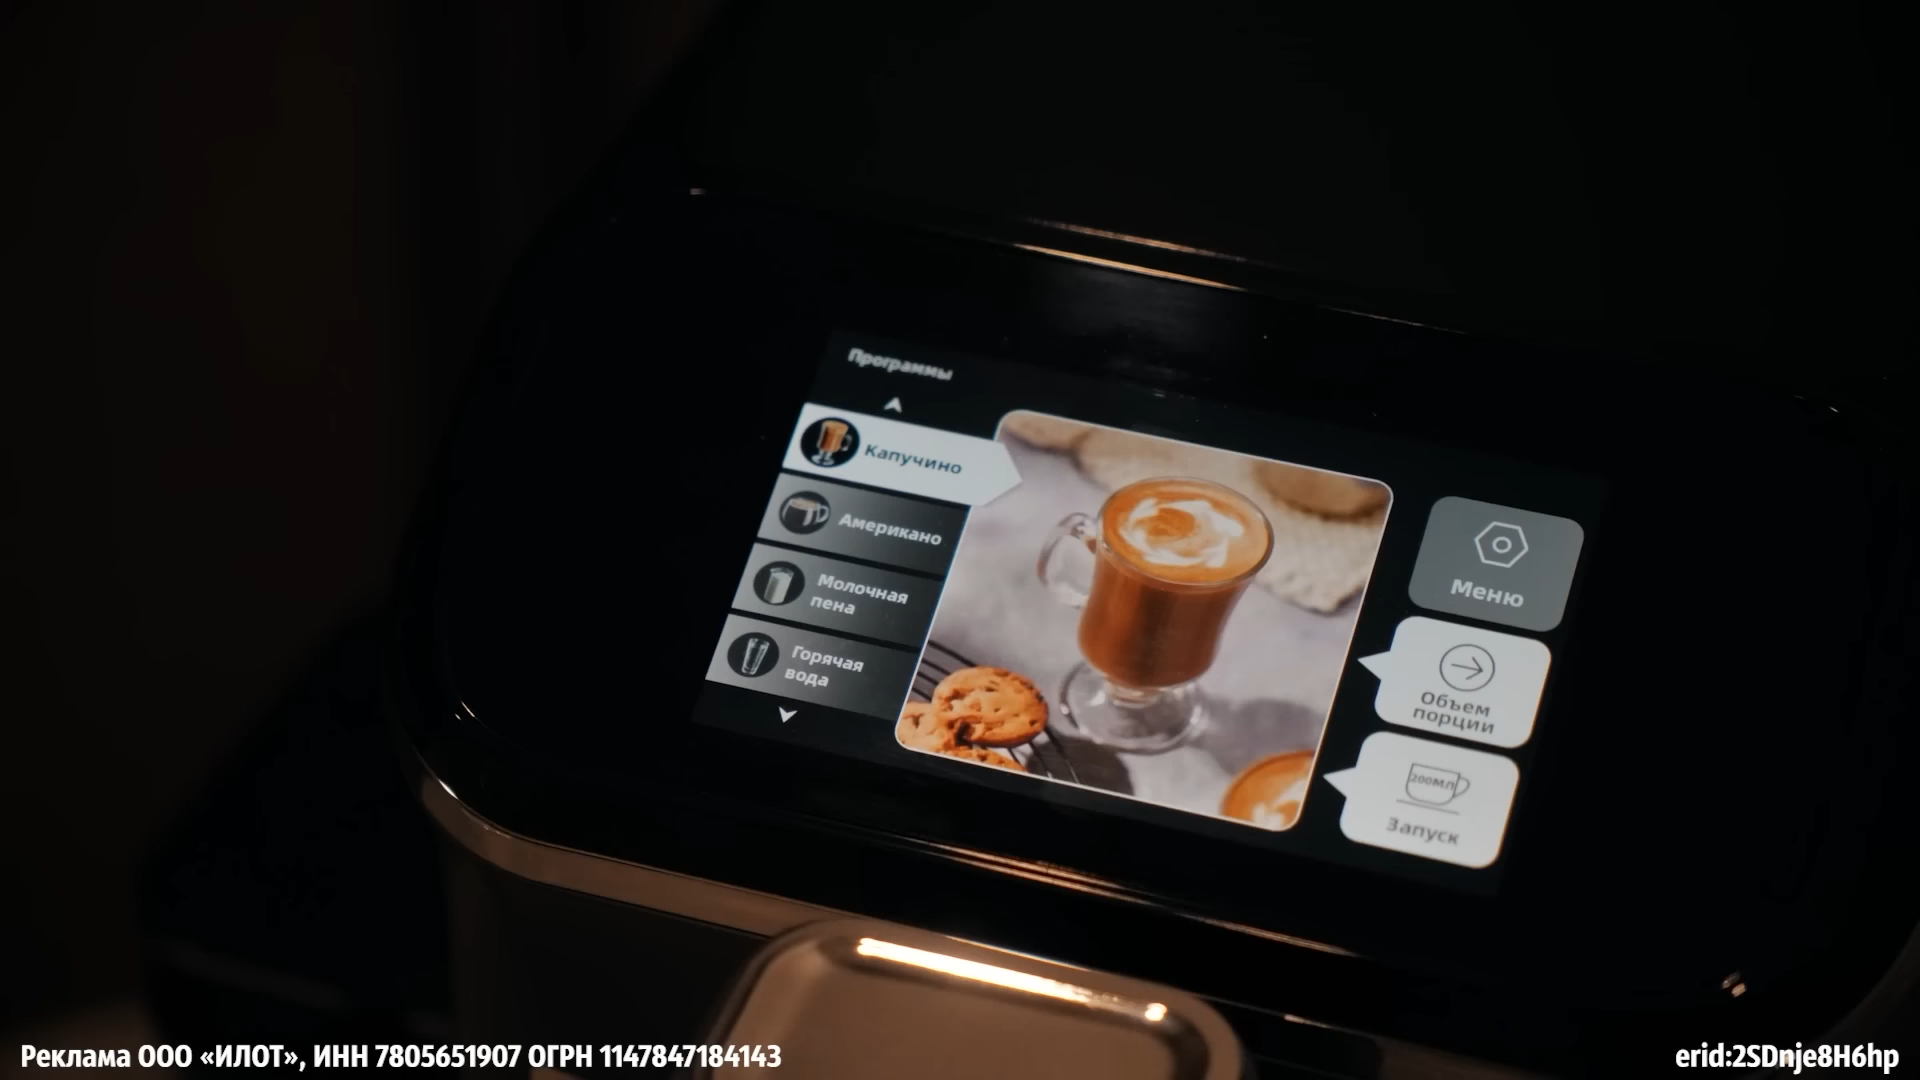 Программы
Капучино
Американо
Молочная
пена
Горячая
вода
Меню
Объем
порции
200мл
Запуск
Реклама ООО «ИЛОТ», ИНН 7805651907 ОГРН 1147847184143
erid:2SDnje8H6hp